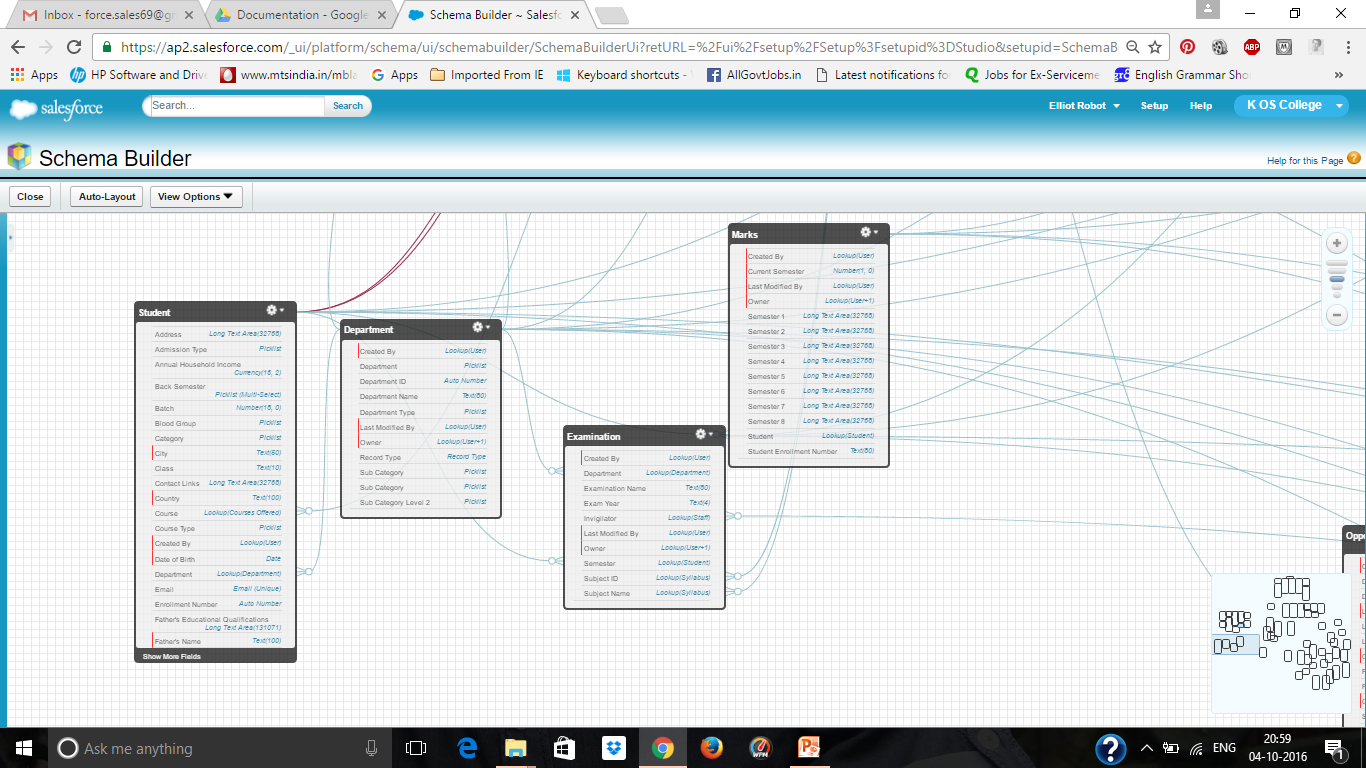 Inbox - force.sales69@g
Documentation - Google
Schema Builder ~ Salesf
https://ap2.salesforce.com/_ui/platform/schema/ui/schemabuilder/SchemaBuilderUi?retURL=%2Fui%2Fsetup%2FSetup%3Fsetupid%3DStudio&setupid=SchemaB
Apps HP Software and Driv www.mtsindia.in/mbla Apps Imported From IE Keyboard shortcuts - AllGovtJobs.in Latest notifications fo Jobs for Ex-Serviceme English Grammar Sho »
salesforce Search... Search Elliot Robot Setup Help K OS College
Schema Builder
Help for this Page ?
Close Auto-Layout View Options
Student
Address Long Text Area(32768)
Admission Type Picklist
Annual Household Income
Currency(16, 2)
Back Semester
Picklist (Multi-Select)
Batch Number(16, 0)
Blood Group Picklist
Category Picklist
City Text(60)
Class Text(10)
Contact Links Long Text Area(32768)
Country Text(100)
Course Lookup(Courses Offered)
Course Type Picklist
Created By Lookup(User)
Date of Birth Date
Department Lookup(Department)
Email Email (Unique)
Enrollment Number Auto Number
Father's Educational Qualifications
Long Text Area(131071)
Father's Name Text(100)
Show More Fields
Department
Created By Lookup(User)
Department Picklist
Department ID Auto Number
Department Name Text(80)
Department Type Picklist
Last Modified By Lookup(User)
Owner Lookup(User+1)
Record Type Record Type
Sub Category Picklist
Sub Category Picklist
Sub Category Level 2 Picklist
Examination
Created By Lookup(User)
Department Lookup(Department)
Examination Name Text(80)
Exam Year Text(4)
Invigilator Lookup(Staff)
Last Modified By Lookup(User)
Owner Lookup(User+1)
Semester Lookup(Student)
Subject ID Lookup(Syllabus)
Subject Name Lookup(Syllabus)
Marks
Created By Lookup(User)
Current Semester Number(1, 0)
Last Modified By Lookup(User)
Owner Lookup(User+1)
Semester 1 Long Text Area(32768)
Semester 2 Long Text Area(32768)
Semester 3 Long Text Area(32768)
Semester 4 Long Text Area(32768)
Semester 5 Long Text Area(32768)
Semester 6 Long Text Area(32768)
Semester 7 Long Text Area(32768)
Semester 8 Long Text Area(32768)
Student Lookup(Student)
Student Enrollment Number Text(80)
Oppo
Ask me anything
ENG
20:59
04-10-2016
1